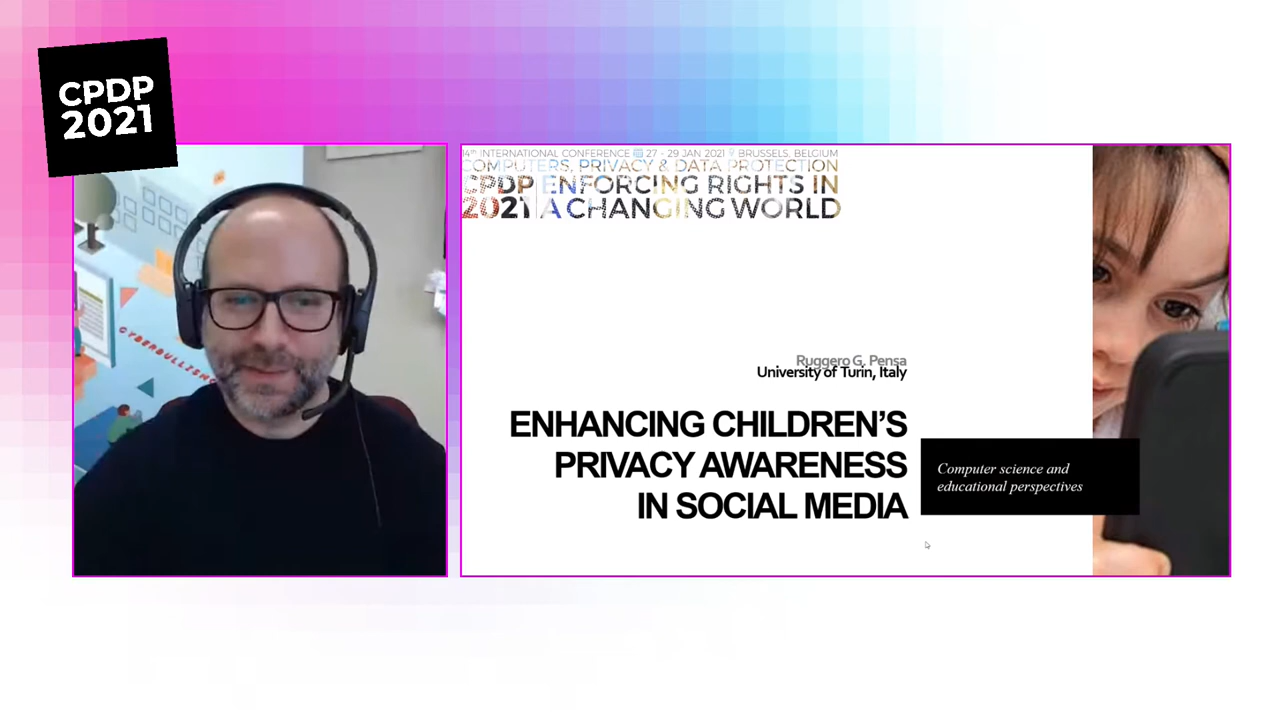 CPDP
2021
CYBERBULLISMO
14th INTERNATIONAL CONFERENCE 27 - 29 JAN 2021 BRUSSELS, BELGIUM
COMPUTERS, PRIVACY & DATA PROTECTION
CPDP ENFORCING RIGHTS IN
2021 A CHANGING WORLD
Ruggero G. Pensa
University of Turin, Italy
ENHANCING CHILDREN’S
PRIVACY AWARENESS
IN SOCIAL MEDIA
Computer science and
educational perspectives